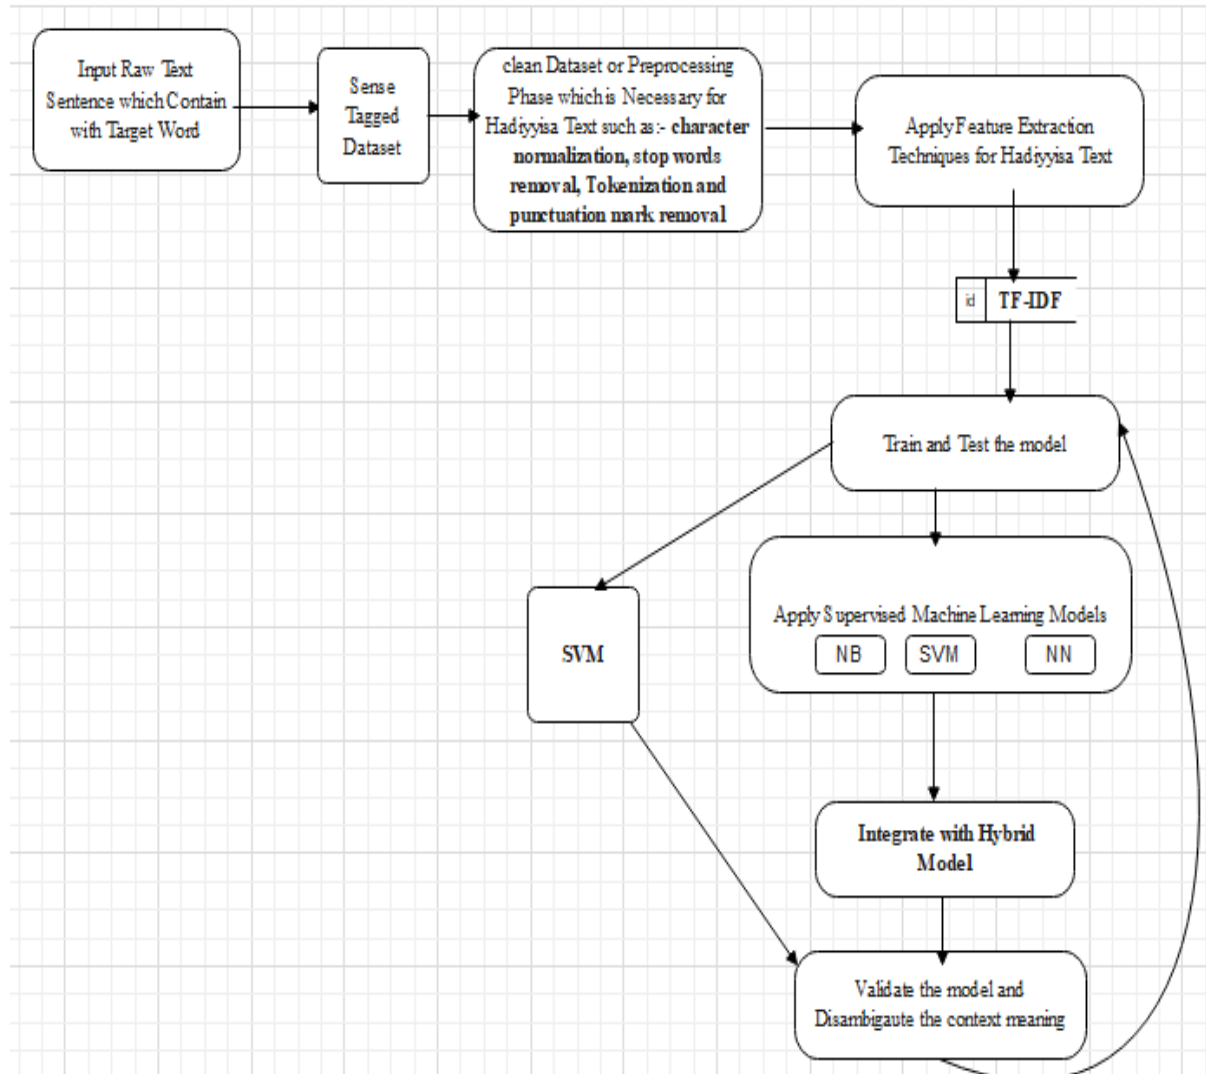 Input Raw Text
Sentence which Contain
with Target Word
Sense
Tagged
Dataset
clean Dataset or Preprocessing
Phase which is Necessary for
Hadiyyisa Text such as:- character
normalization, stop words
removal, Tokenization and
punctuation mark removal
Apply Feature Extraction
Techniques for Hadiyyisa Text
id TF-IDF
Train and Test the model
SVM
Apply Supervised Machine Learning Models
NB SVM NN
Integrate with Hybrid
Model
Validate the model and
Disambigaute the context meaning